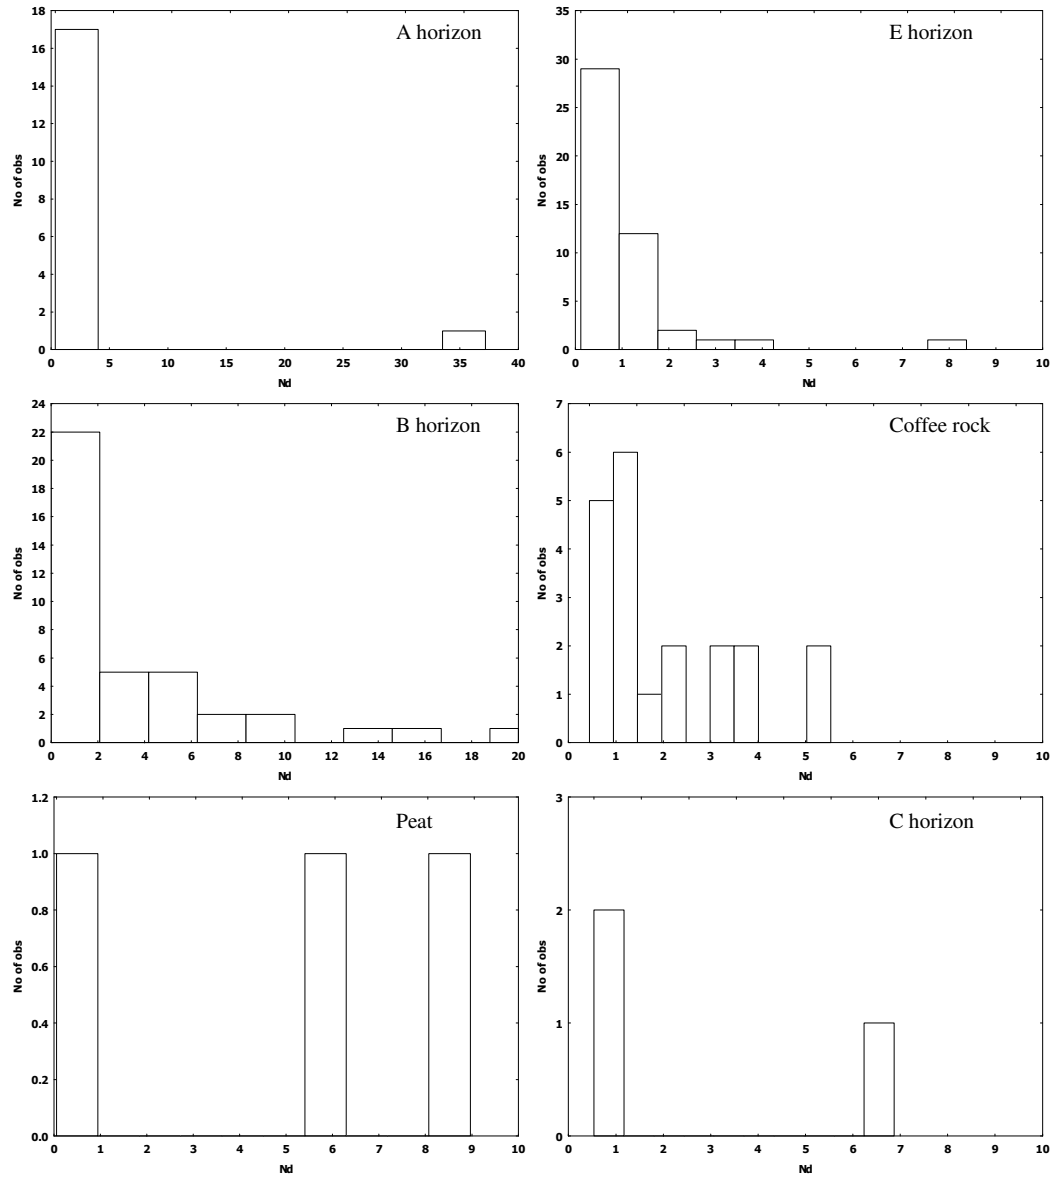 A horizon
No of obs
18
16
14
12
10
8
6
4
2
0
0 5 10 15 20 25 30 35 40
Nd
E horizon
No of obs
35
30
25
20
15
10
5
0
0 1 2 3 4 5 6 7 8 9 10
Nd
B horizon
No of obs
24
22
20
18
16
14
12
10
8
6
4
2
0
0 2 4 6 8 10 12 14 16 18 20
Nd
Coffee rock
No of obs
7
6
5
4
3
2
1
0
0 1 2 3 4 5 6 7 8 9 10
Nd
Peat
No of obs
1.2
1.0
0.8
0.6
0.4
0.2
0.0
0 1 2 3 4 5 6 7 8 9 10
Nd
C horizon
No of obs
3
2
1
0
0 1 2 3 4 5 6 7 8 9 10
Nd